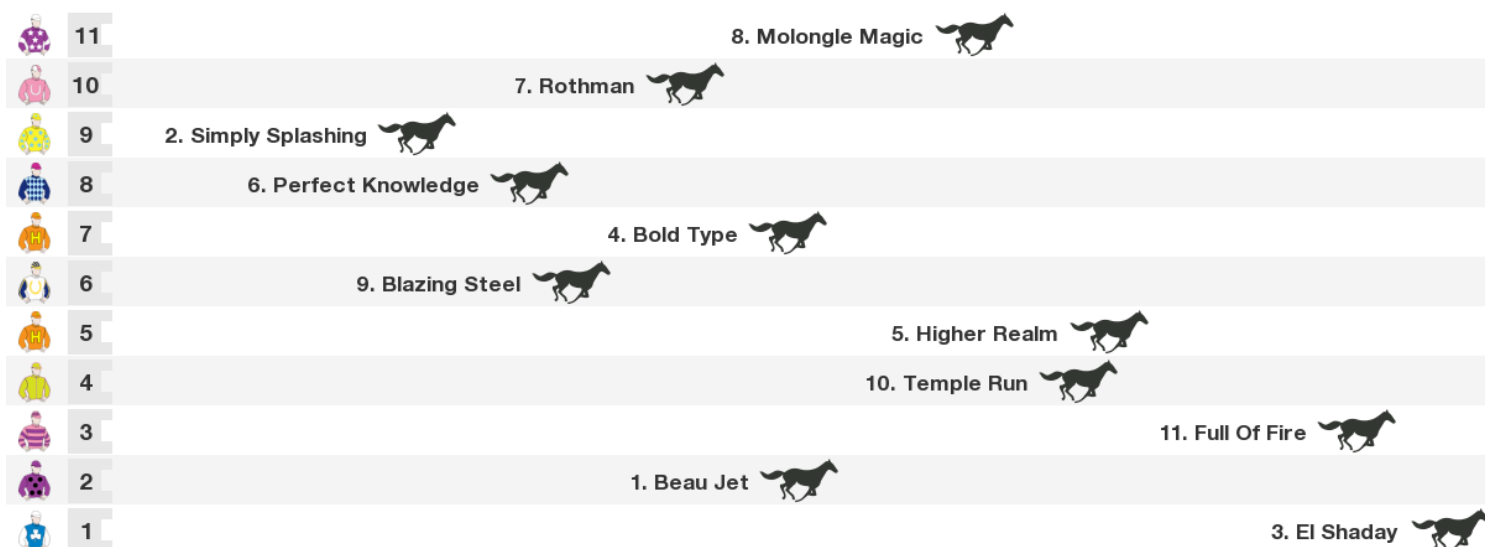 11 8. Molongle Magic
10 7. Rothman
9 2. Simply Splashing
8 6. Perfect Knowledge
7 4. Bold Type
6 9. Blazing Steel
5 5. Higher Realm
4 10. Temple Run
3 11. Full Of Fire
2 1. Beau Jet
1 3. El Shaday
H
H